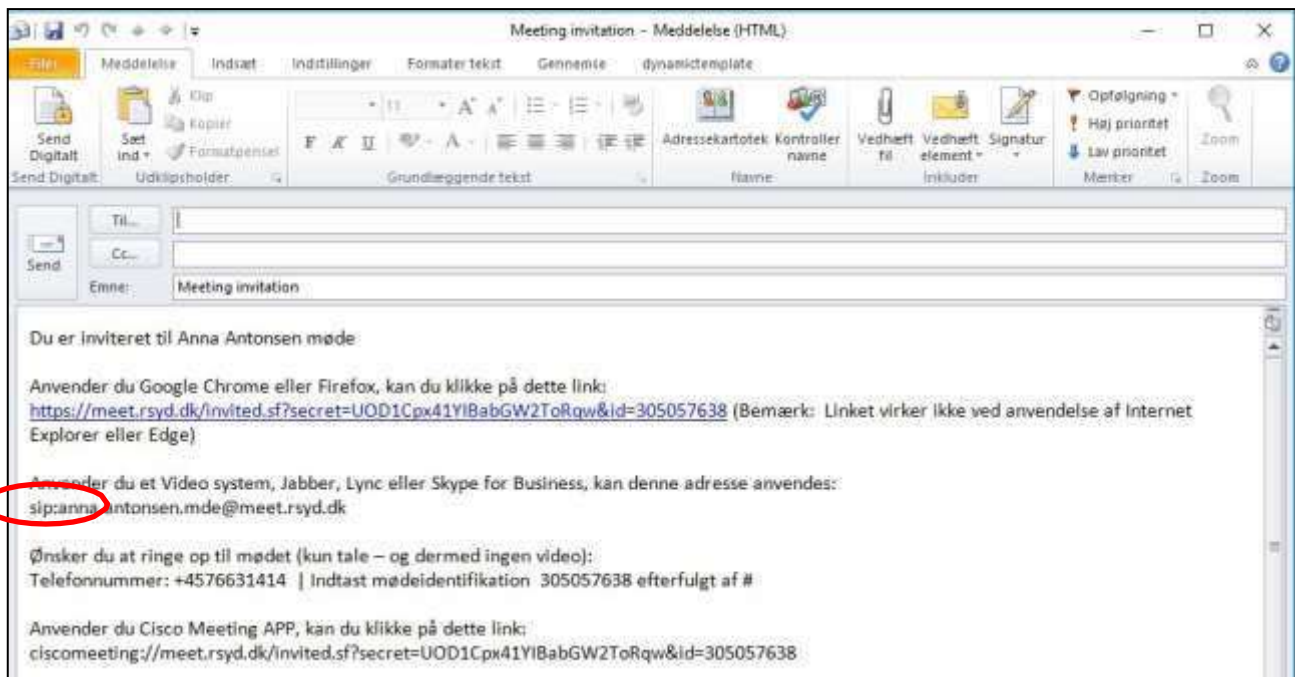 Meeting invitation - Meddelelse (HTML)
Filer Meddelelse Indsæt Indstillinger Formater tekst Gennemse dynamictemplate
Send Digitalt
Sæt ind
Klip
Kopier
Formatpensel
11
F K U
Adressekartotek
Kontroller navne
Vedhæft fil
Vedhæft element
Signatur
Opfølgning
Høj prioritet
Lav prioritet
Zoom
Send Digitalt Udklipsholder Grundlæggende tekst Navne Inkluder Mærker Zoom
Send
Til...
Cc...
Emne: Meeting invitation
Du er inviteret til Anna Antonsen møde
Anvender du Google Chrome eller Firefox, kan du klikke på dette link:
https://meet.rsyd.dk/invited.sf?secret=UOD1Cpx41YIBabGW2ToRqw&id=305057638 (Bemærk: Linket virker ikke ved anvendelse af Internet
Explorer eller Edge)
Anvender du et Video system, Jabber, Lync eller Skype for Business, kan denne adresse anvendes:
sip:anna.antonsen.mde@meet.rsyd.dk
Ønsker du at ringe op til mødet (kun tale – og dermed ingen video):
Telefonnummer: +4576631414 | Indtast mødeidentifikation 305057638 efterfulgt af #
Anvender du Cisco Meeting APP, kan du klikke på dette link:
ciscomeeting://meet.rsyd.dk/invited.sf?secret=UOD1Cpx41YIBabGW2ToRqw&id=305057638